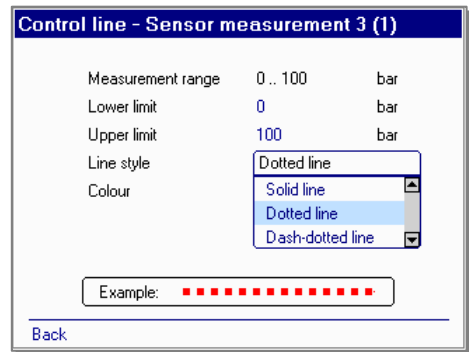 Control line - Sensor measurement 3 (1)
Measurement range 0 .. 100 bar
Lower limit 0 bar
Upper limit 100 bar
Line style Dotted line
Colour Solid line
Dotted line
Dash-dotted line
Example:
Back